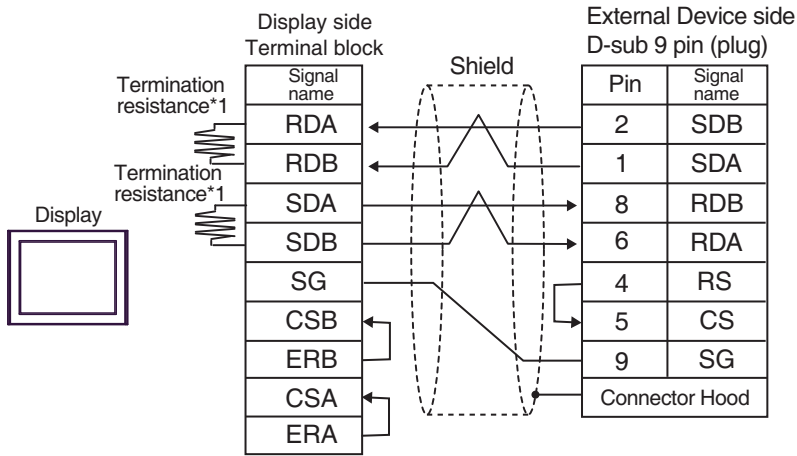 External Device side
D-sub 9 pin (plug)
Display side
Terminal block
Shield
Signal
name
Pin
Signal
name
Termination
resistance*1
RDA
2
SDB
RDB
1
SDA
Termination
resistance*1
SDA
8
RDB
Display
SDB
6
RDA
SG
4
RS
CSB
5
CS
ERB
9
SG
CSA
Connector Hood
ERA